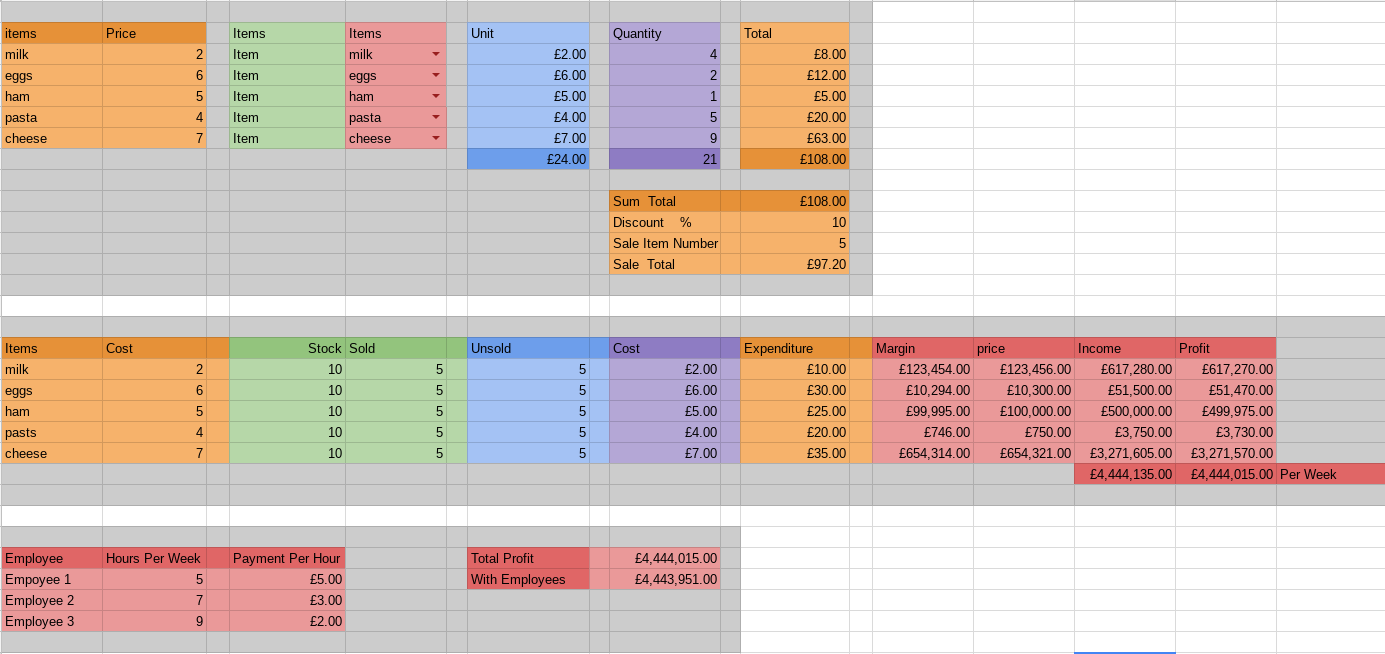 items Price Items Items Unit Quantity Total
milk 2 Item milk £2.00 4 £8.00
eggs 6 Item eggs £6.00 2 £12.00
ham 5 Item ham £5.00 1 £5.00
pasta 4 Item pasta £4.00 5 £20.00
cheese 7 Item cheese £7.00 9 £63.00
£24.00 21 £108.00
Sum Total £108.00
Discount % 10
Sale Item Number 5
Sale Total £97.20
Items Cost Stock Sold Unsold Cost Expenditure Margin price Income Profit
milk 2 10 5 5 £2.00 £10.00 £123,454.00 £123,456.00 £617,280.00 £617,270.00
eggs 6 10 5 5 £6.00 £30.00 £10,294.00 £10,300.00 £51,500.00 £51,470.00
ham 5 10 5 5 £5.00 £25.00 £99,995.00 £100,000.00 £500,000.00 £499,975.00
pasts 4 10 5 5 £4.00 £20.00 £746.00 £750.00 £3,750.00 £3,730.00
cheese 7 10 5 5 £7.00 £35.00 £654,314.00 £654,321.00 £3,271,605.00 £3,271,570.00
£4,444,135.00 £4,444,015.00 Per Week
Employee Hours Per Week Payment Per Hour Total Profit £4,444,015.00
Empoyee 1 5 £5.00 With Employees £4,443,951.00
Employee 2 7 £3.00
Employee 3 9 £2.00